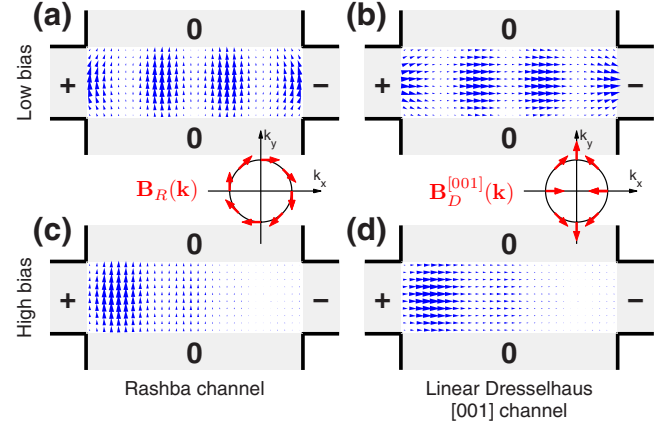 (a)
(b)
Low bias
0
0
+
−
+
−
0
0
k_y
k_x
B_R(k)
k_y
k_x
B_D^[001](k)
(c)
(d)
High bias
0
0
+
−
+
−
0
0
Rashba channel
Linear Dresselhaus
[001] channel